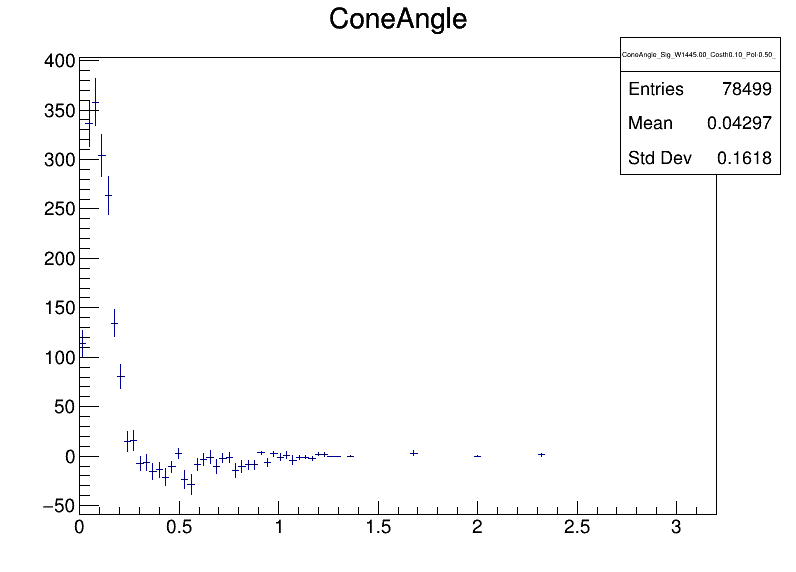 ConeAngle
ConeAngle_Sig_W1445.00_Costh0.10_Pol-0.50_
Entries 78499
Mean 0.04297
Std Dev 0.1618
400
350
300
250
200
150
100
50
0
−50
0 0.5 1 1.5 2 2.5 3